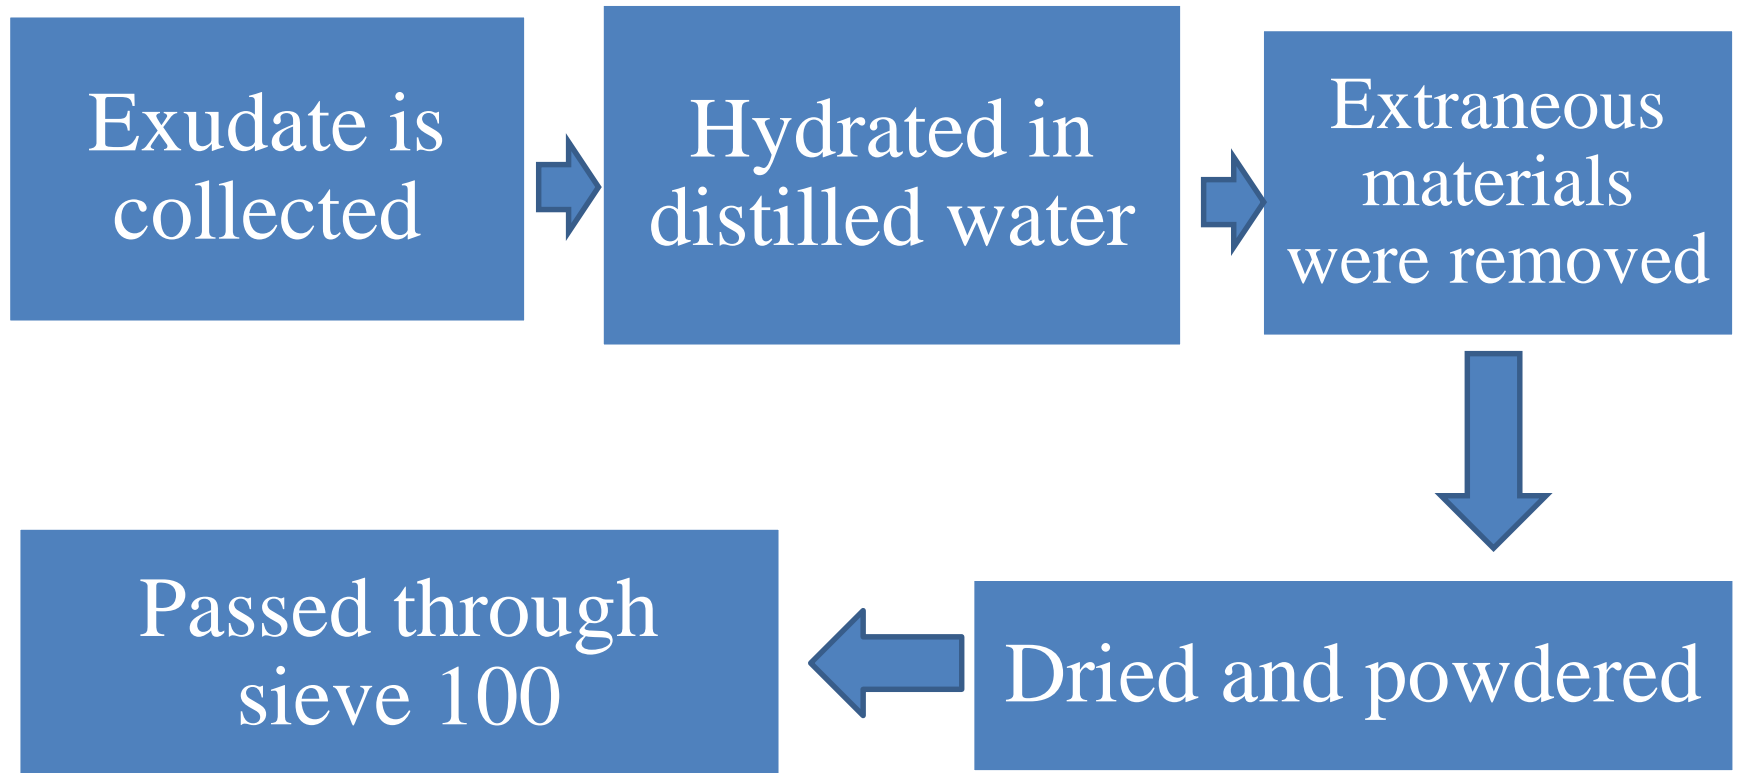 Exudate is
collected
Hydrated in
distilled water
Extraneous
materials
were removed
Dried and powdered
Passed through
sieve 100